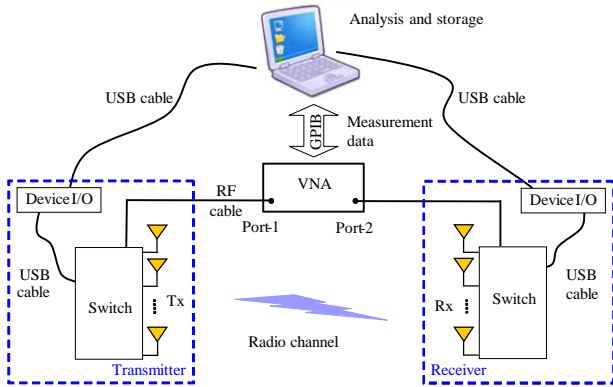 Analysis and storage
USB cable
USB cable
GPIB
Measurement
data
Device I/O
RF
cable
VNA
Device I/O
Port-1
Port-2
USB
cable
Switch
Tx
Rx
Switch
USB
cable
Radio channel
Transmitter
Receiver